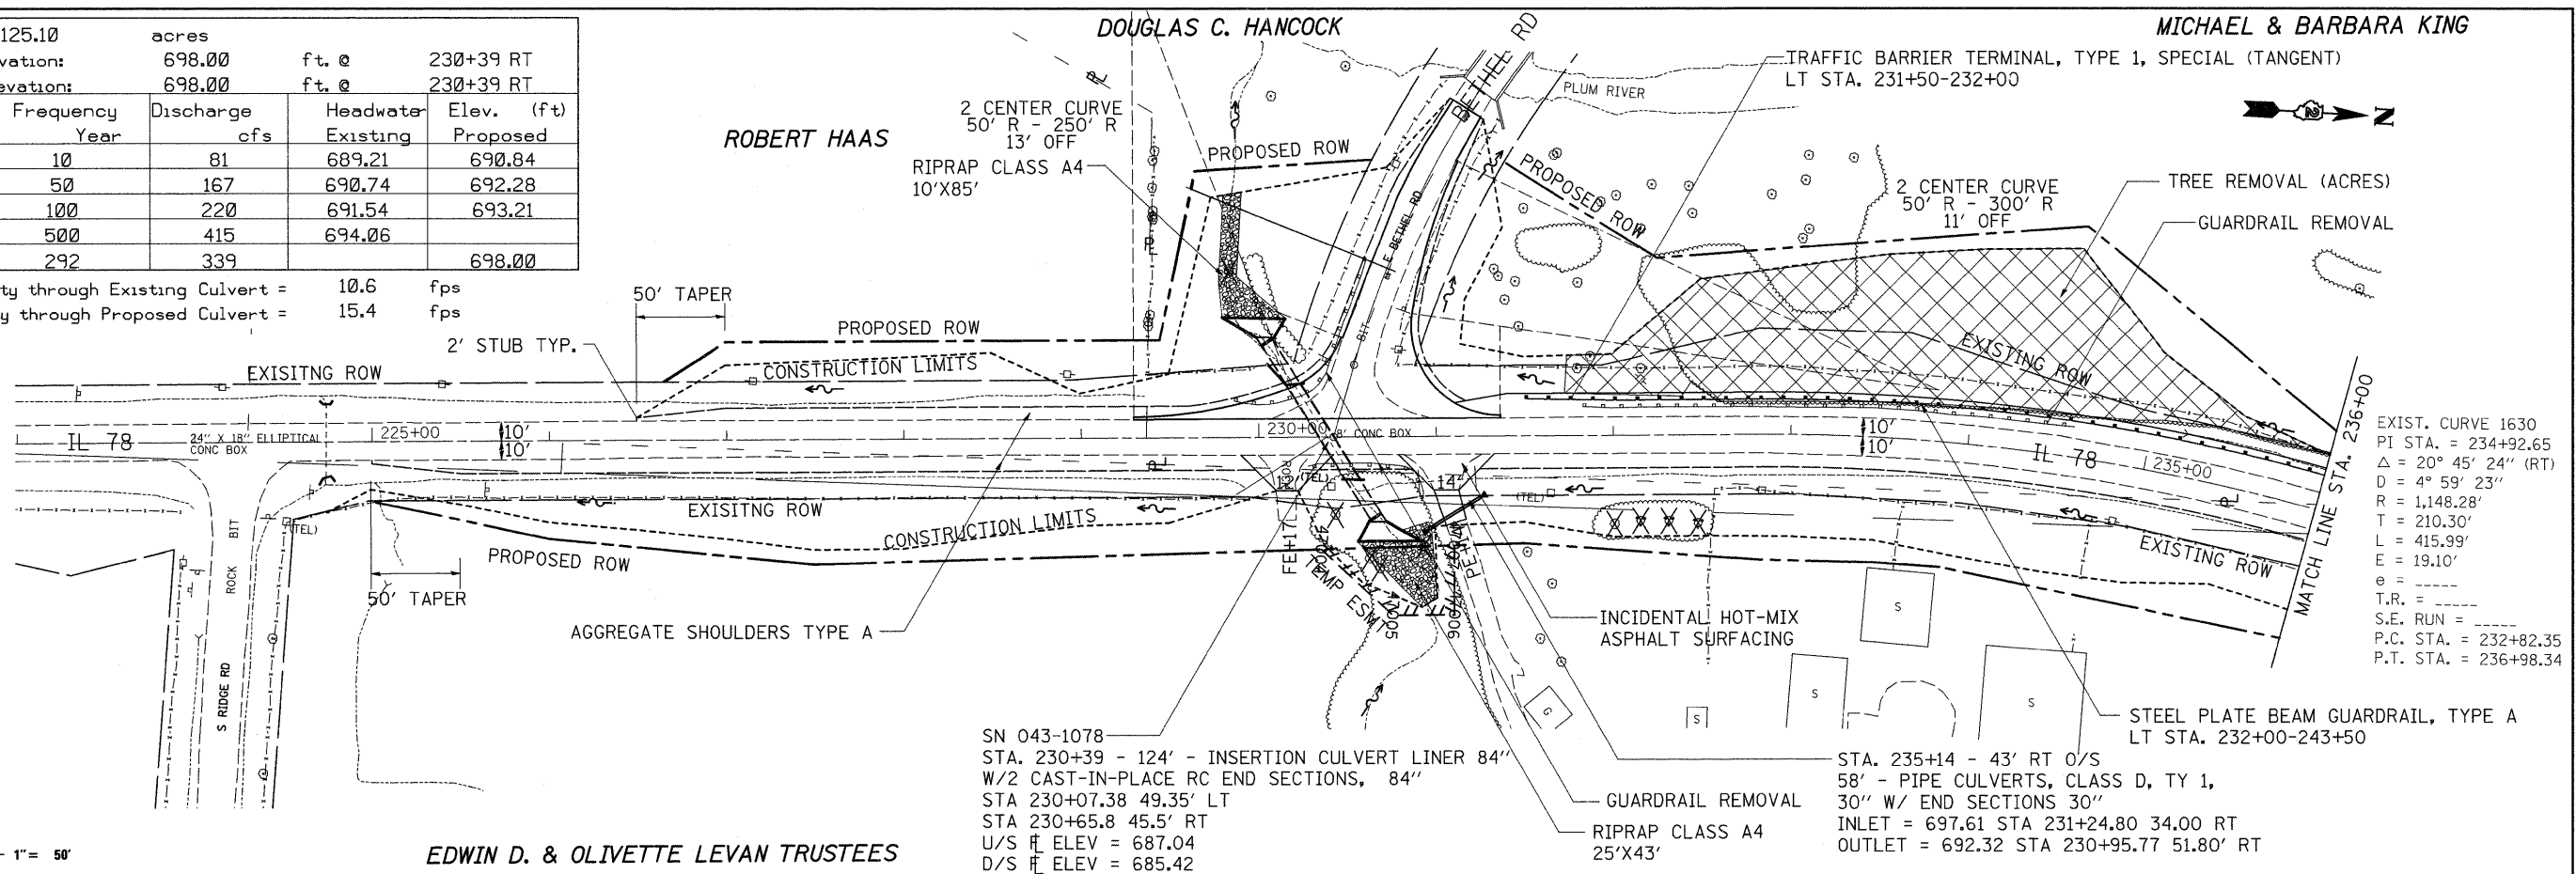 125.10 acres
vation: 698.00 ft. @ 230+39 RT
evation: 698.00 ft. @ 230+39 RT
Frequency Discharge Headwater Elev. (ft)
Year cfs Existing Proposed
10 81 689.21 690.84
50 167 690.74 692.28
100 220 691.54 693.21
500 415 694.06
292 339 698.00
ty through Existing Culvert = 10.6 fps
y through Proposed Culvert = 15.4 fps
DOUGLAS C. HANCOCK
MICHAEL & BARBARA KING
ROBERT HAAS
EDWIN D. & OLIVETTE LEVAN TRUSTEES
BETHEL RD
PLUM RIVER
TRAFFIC BARRIER TERMINAL, TYPE 1, SPECIAL (TANGENT)
LT STA. 231+50-232+00
N
2 CENTER CURVE
50' R - 250' R
13' OFF
RIPRAP CLASS A4
10'X85'
PROPOSED ROW
PROPOSED ROW
E BETHEL RD
BIT
2 CENTER CURVE
50' R - 300' R
11' OFF
TREE REMOVAL (ACRES)
GUARDRAIL REMOVAL
50' TAPER
2' STUB TYP.
PROPOSED ROW
CONSTRUCTION LIMITS
EXISITNG ROW
EXISTING ROW
IL 78
24" X 18" ELLIPTICAL
CONC BOX
225+00
10'
10'
230+00
8' CONC BOX
10'
10'
IL 78
235+00
MATCH LINE STA. 236+00
EXIST. CURVE 1630
PI STA. = 234+92.65
Δ = 20° 45' 24" (RT)
D = 4° 59' 23"
R = 1,148.28'
T = 210.30'
L = 415.99'
E = 19.10'
e = -----
T.R. = -----
S.E. RUN = -----
P.C. STA. = 232+82.35
P.T. STA. = 236+98.34
(TEL)
12'
(TEL)
14'
(TEL)
EXISITNG ROW
CONSTRUCTION LIMITS
PROPOSED ROW
EXISTING ROW
50' TAPER
ROCK BIT
S RIDGE RD
TEMP ESMT
AGGREGATE SHOULDERS TYPE A
INCIDENTAL HOT-MIX
ASPHALT SURFACING
S
S
S
S
G
STEEL PLATE BEAM GUARDRAIL, TYPE A
LT STA. 232+00-243+50
SN 043-1078
STA. 230+39 - 124' - INSERTION CULVERT LINER 84"
W/2 CAST-IN-PLACE RC END SECTIONS, 84"
STA 230+07.38 49.35' LT
STA 230+65.8 45.5' RT
U/S FL ELEV = 687.04
D/S FL ELEV = 685.42
GUARDRAIL REMOVAL
RIPRAP CLASS A4
25'X43'
STA. 235+14 - 43' RT O/S
58' - PIPE CULVERTS, CLASS D, TY 1,
30" W/ END SECTIONS 30"
INLET = 697.61 STA 231+24.80 34.00 RT
OUTLET = 692.32 STA 230+95.77 51.80' RT
1"= 50'